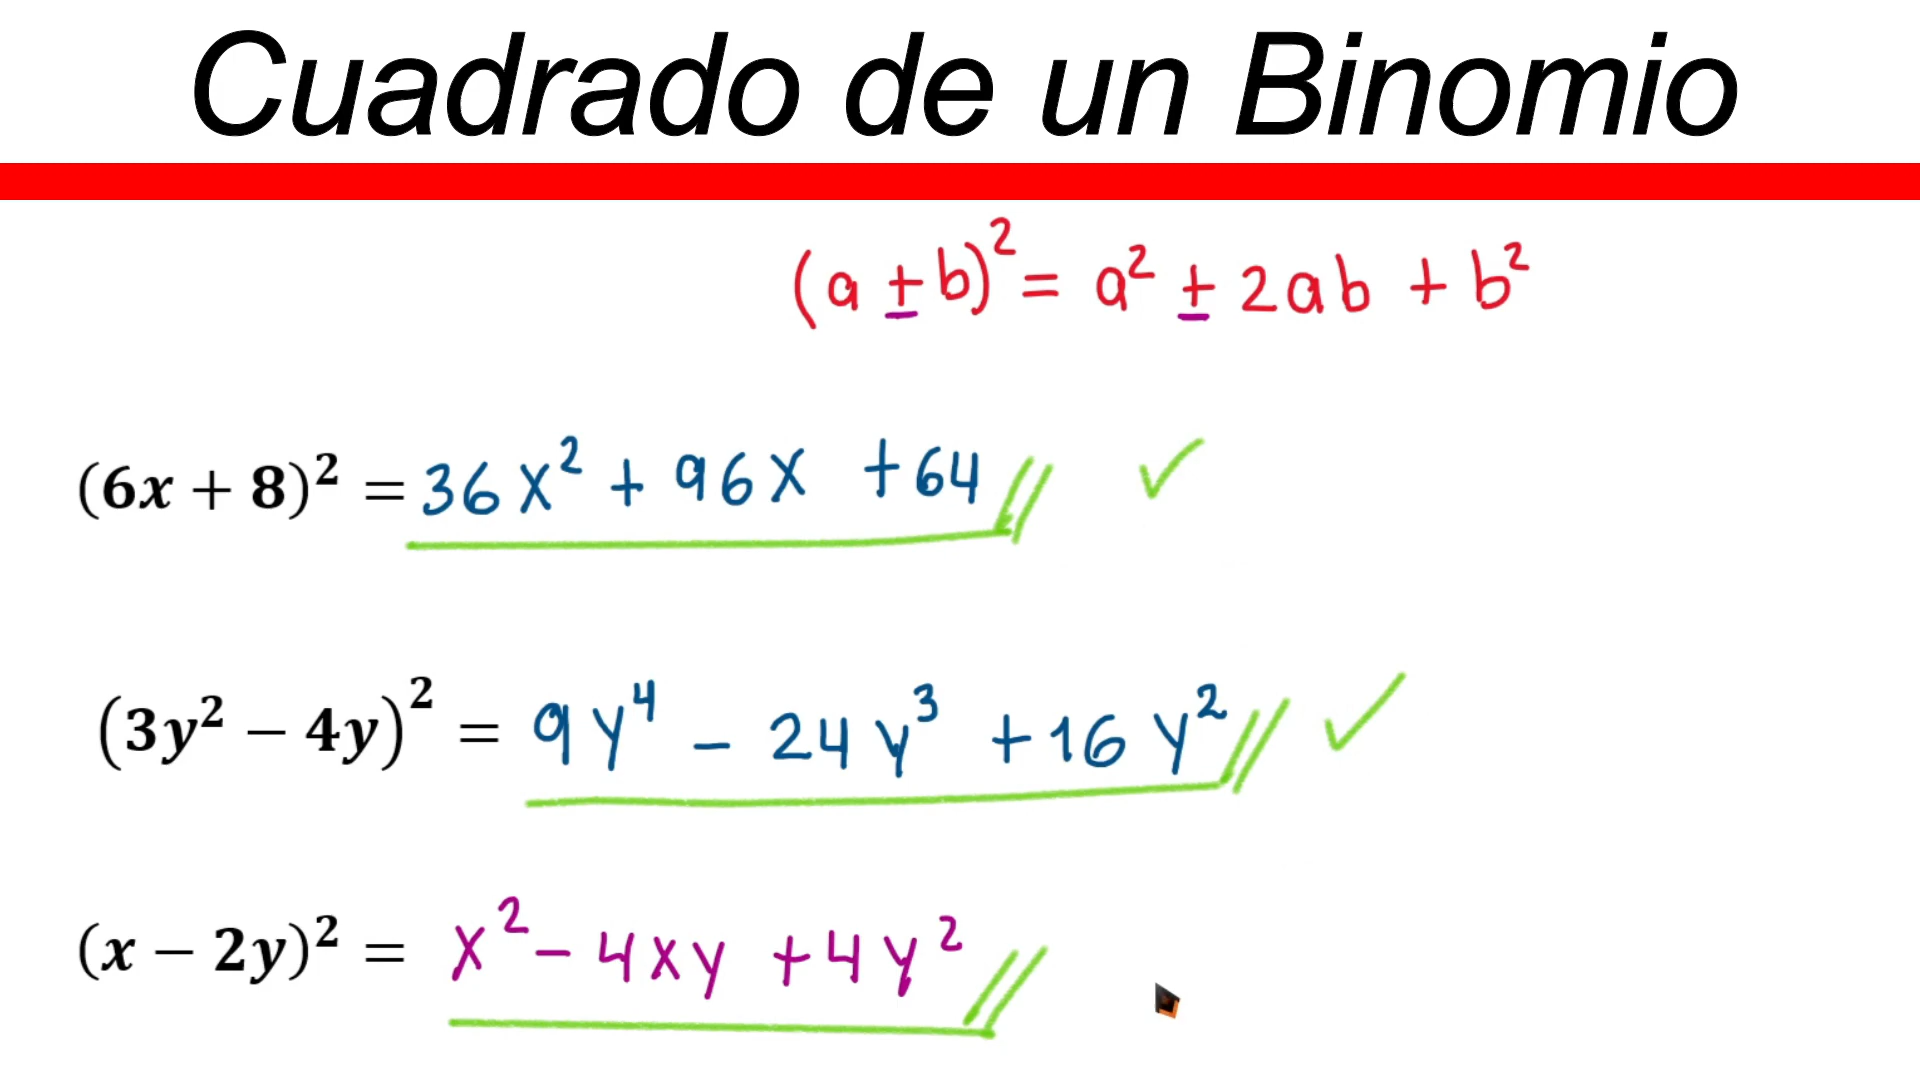 Cuadrado de un Binomio
(a ± b)² = a² ± 2ab + b²
(6x + 8)² = 36x² + 96x + 64
(3y² − 4y)² = 9y⁴ − 24y³ + 16y²
(x − 2y)² = x² − 4xy + 4y²